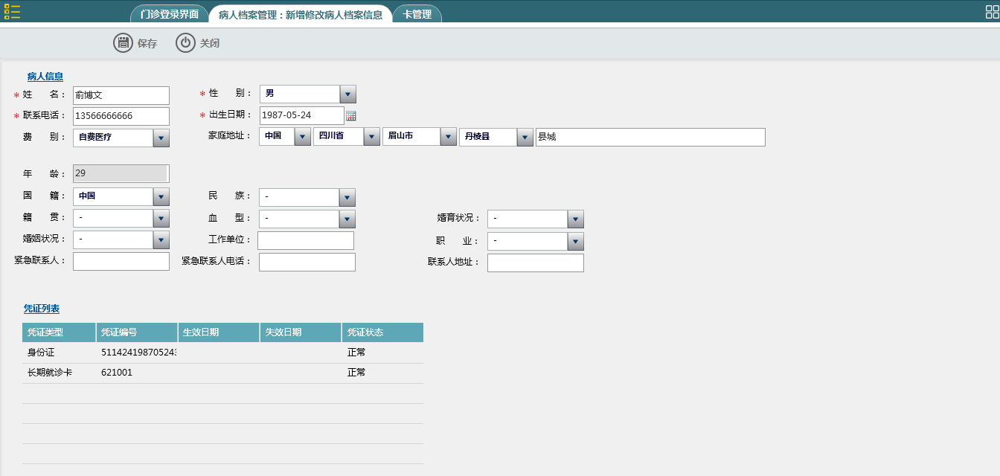 门诊登录界面 病人档案管理：新增修改病人档案信息 卡管理
保存 关闭
病人信息
* 姓 名： 俞博文 * 性 别： 男
* 联系电话： 13566666666 * 出生日期： 1987-05-24
费 别： 自费医疗 家庭地址： 中国 四川省 眉山市 丹棱县 县城
年 龄： 29
国 籍： 中国 民 族： -
籍 贯： - 血 型： - 婚育状况： -
婚姻状况： - 工作单位： 职 业： -
紧急联系人： 紧急联系人电话： 联系人地址：
凭证列表
凭证类型 凭证编号 生效日期 失效日期 凭证状态
身份证 51142419870524 正常
长期就诊卡 621001 正常